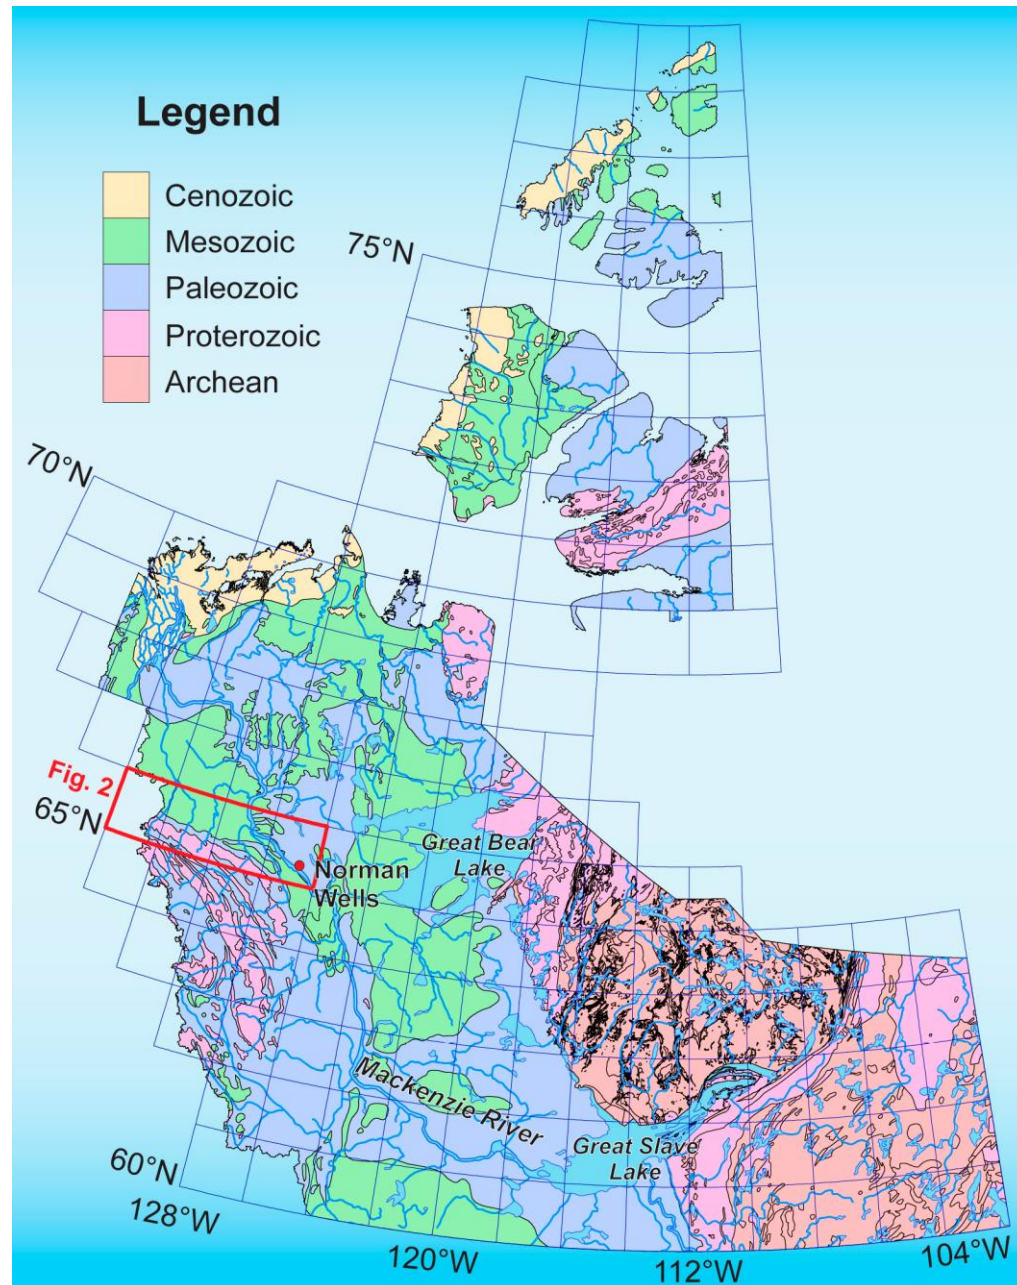 Legend
Cenozoic
Mesozoic
Paleozoic
Proterozoic
Archean
75°N
70°N
Fig. 2
65°N
Great Bear
Lake
Norman
Wells
Mackenzie River
Great Slave
Lake
60°N
128°W
120°W
112°W
104°W